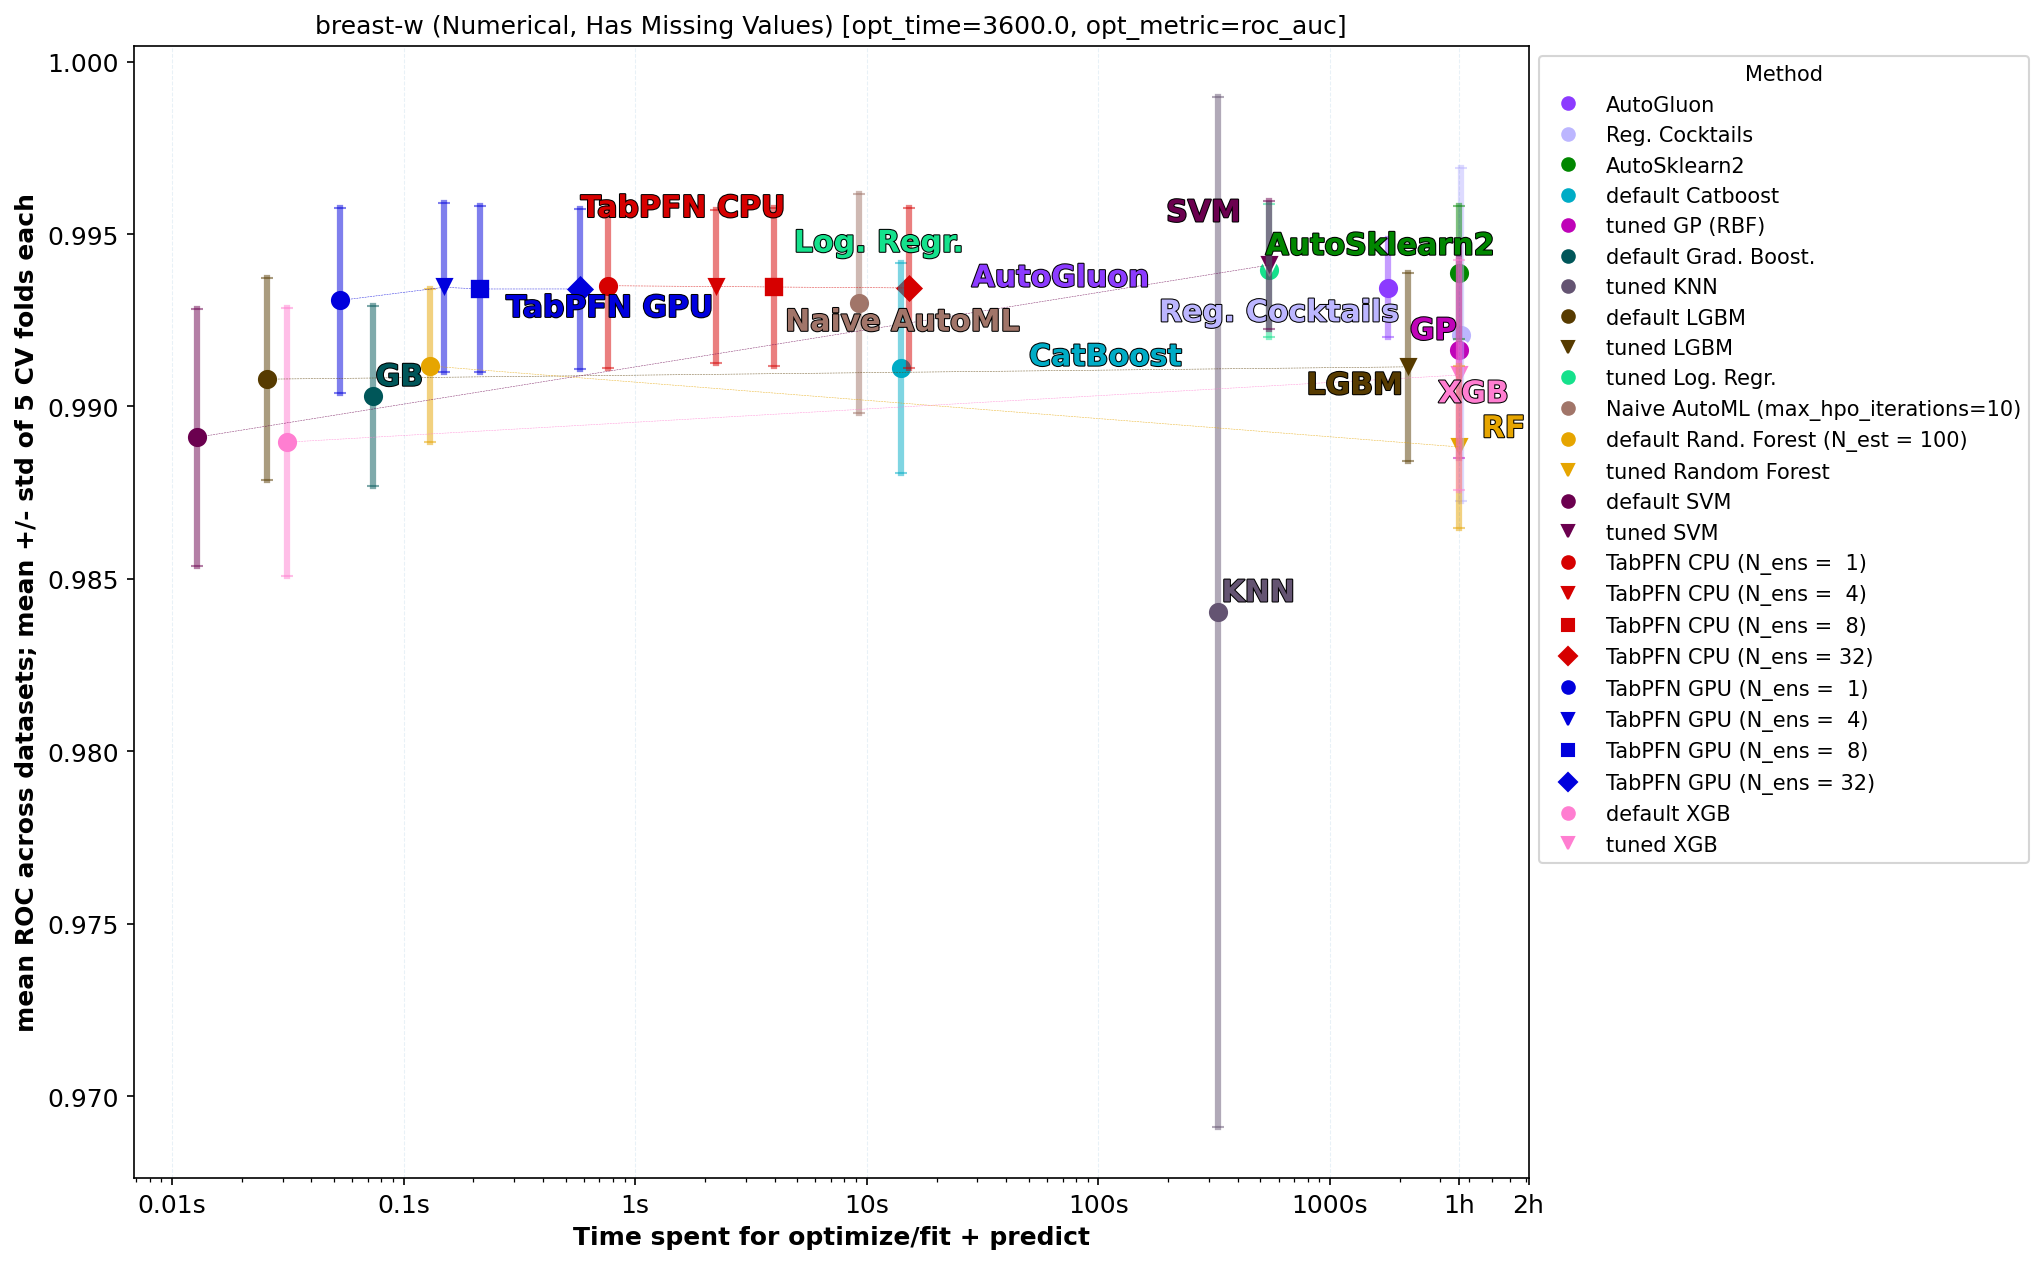 breast-w (Numerical, Has Missing Values) [opt_time=3600.0, opt_metric=roc_auc]
mean ROC across datasets; mean +/- std of 5 CV folds each
1.000
0.995
0.990
0.985
0.980
0.975
0.970
TabPFN CPU
SVM
Log. Regr.
AutoSklearn2
AutoGluon
TabPFN GPU
Reg. Cocktails
Naive AutoML
GP
CatBoost
GB
LGBM
XGB
RF
KNN
0.01s
0.1s
1s
10s
100s
1000s
1h
2h
Time spent for optimize/fit + predict
Method
AutoGluon
Reg. Cocktails
AutoSklearn2
default Catboost
tuned GP (RBF)
default Grad. Boost.
tuned KNN
default LGBM
tuned LGBM
tuned Log. Regr.
Naive AutoML (max_hpo_iterations=10)
default Rand. Forest (N_est = 100)
tuned Random Forest
default SVM
tuned SVM
TabPFN CPU (N_ens =  1)
TabPFN CPU (N_ens =  4)
TabPFN CPU (N_ens =  8)
TabPFN CPU (N_ens = 32)
TabPFN GPU (N_ens =  1)
TabPFN GPU (N_ens =  4)
TabPFN GPU (N_ens =  8)
TabPFN GPU (N_ens = 32)
default XGB
tuned XGB